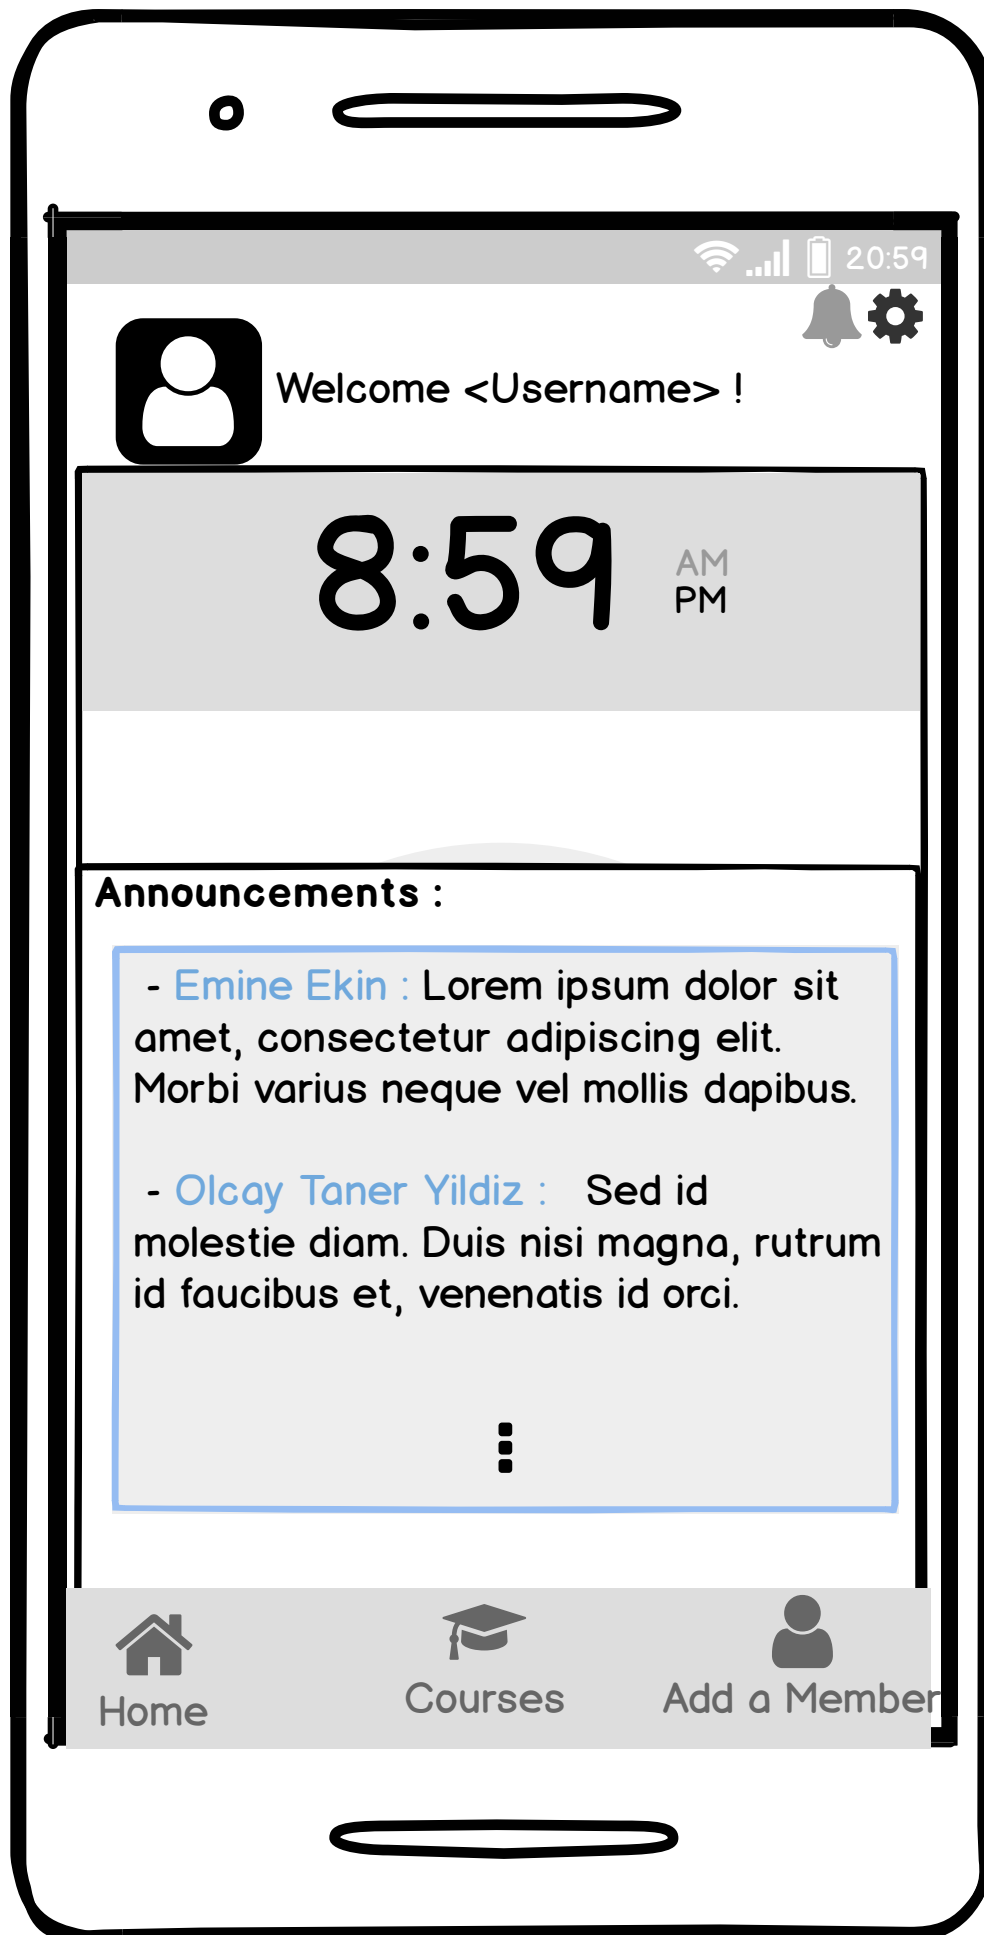 20:59
Welcome <Username> !
8:59
AM
PM
Announcements :
- Emine Ekin : Lorem ipsum dolor sit
amet, consectetur adipiscing elit.
Morbi varius neque vel mollis dapibus.
- Olcay Taner Yildiz : Sed id
molestie diam. Duis nisi magna, rutrum
id faucibus et, venenatis id orci.
Home
Courses
Add a Member